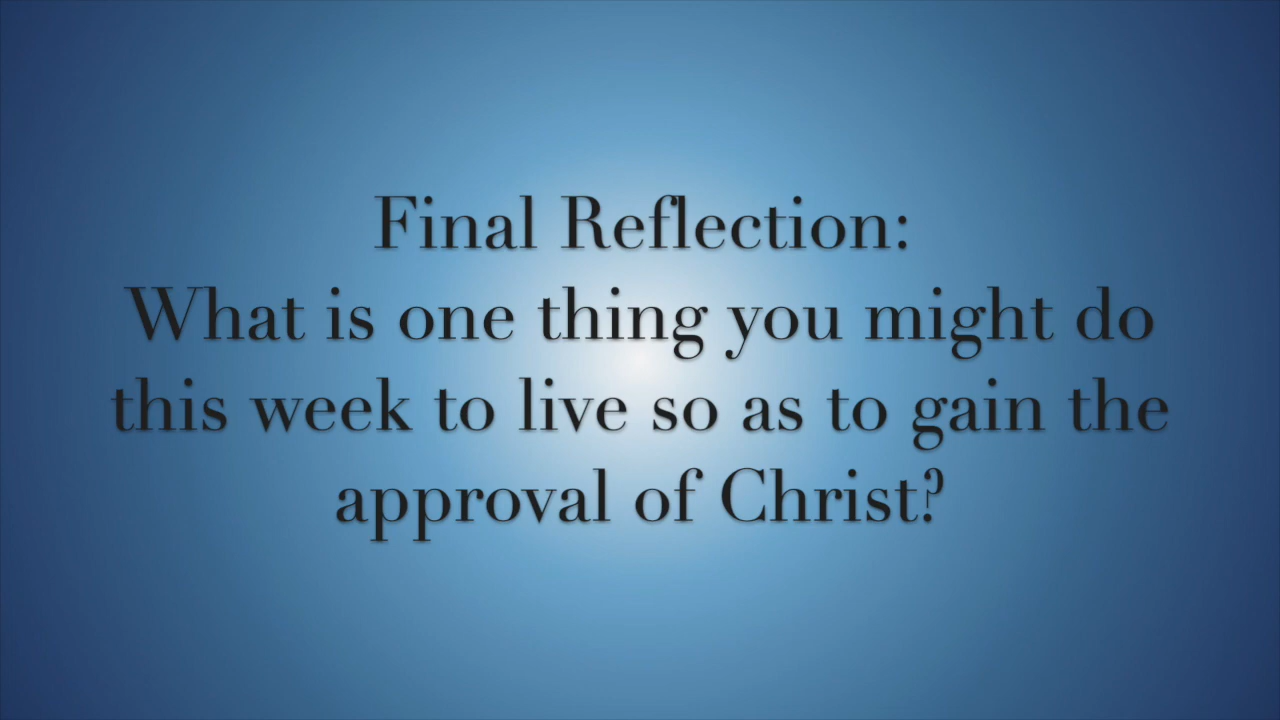 Final Reflection:
What is one thing you might do
this week to live so as to gain the
approval of Christ?